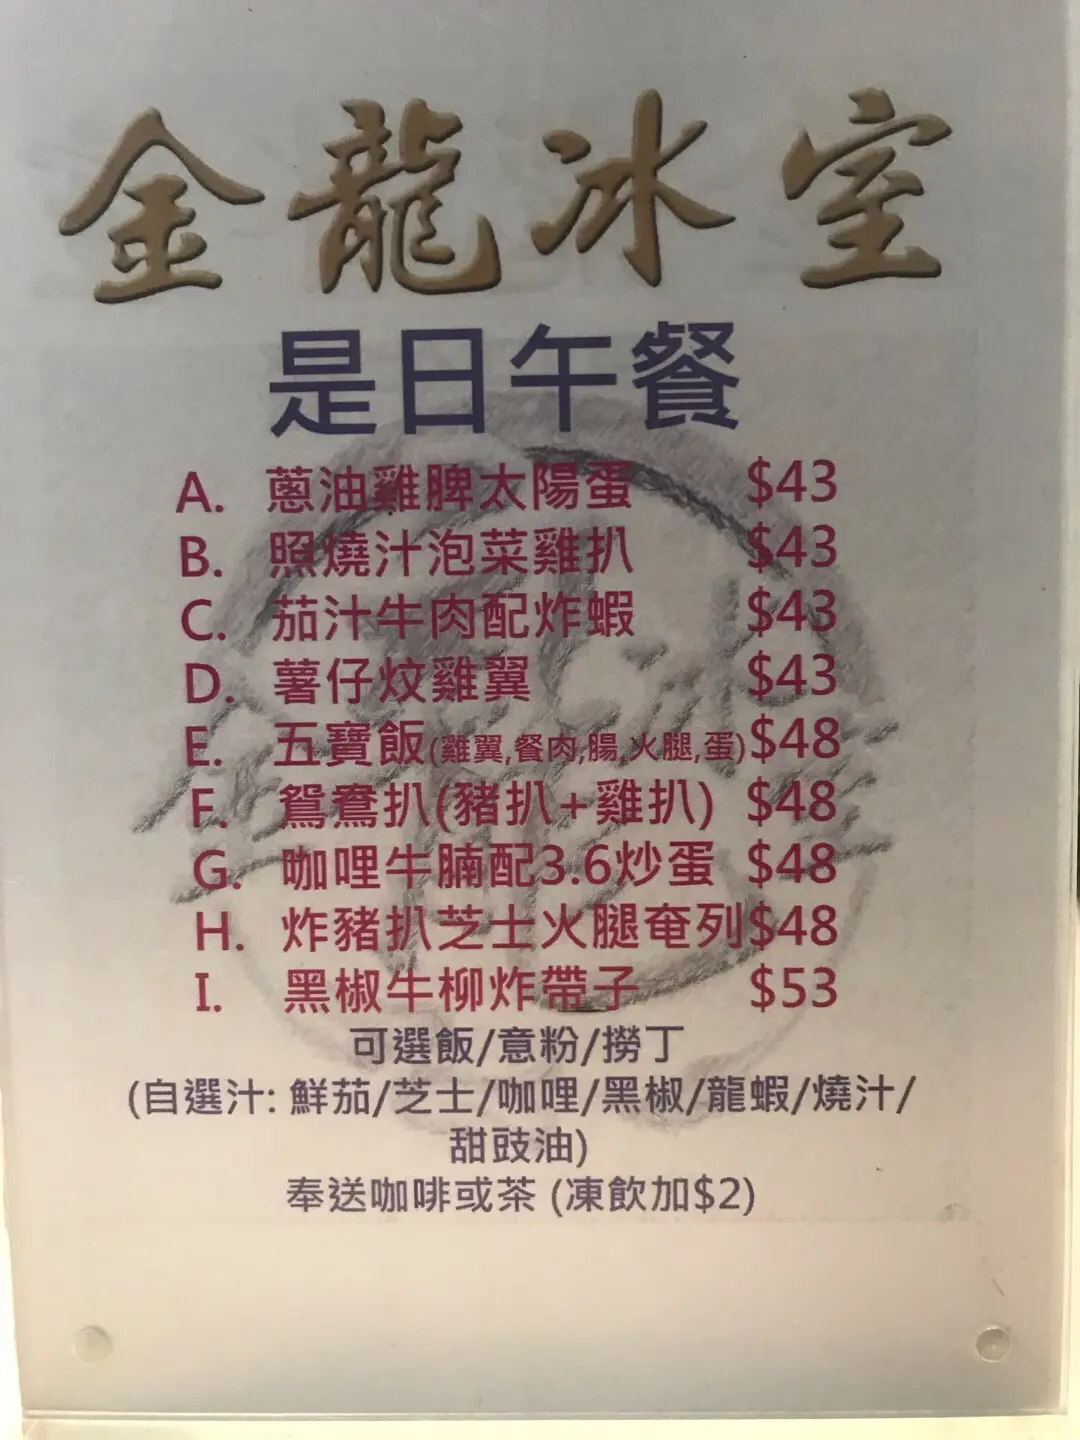 金龍冰室
是日午餐
A. 蔥油雞脾太陽蛋 $43
B. 照燒汁泡菜雞扒 $43
C. 茄汁牛肉配炸蝦 $43
D. 薯仔炆雞翼 $43
E. 五寶飯(雞翼,餐肉,腸,火腿,蛋)$48
F. 鴛鴦扒(豬扒+雞扒) $48
G. 咖哩牛腩配3.6炒蛋 $48
H. 炸豬扒芝士火腿奄列$48
I. 黑椒牛柳炸帶子 $53
可選飯/意粉/撈丁
(自選汁: 鮮茄/芝士/咖哩/黑椒/龍蝦/燒汁/
甜豉油)
奉送咖啡或茶 (凍飲加$2)